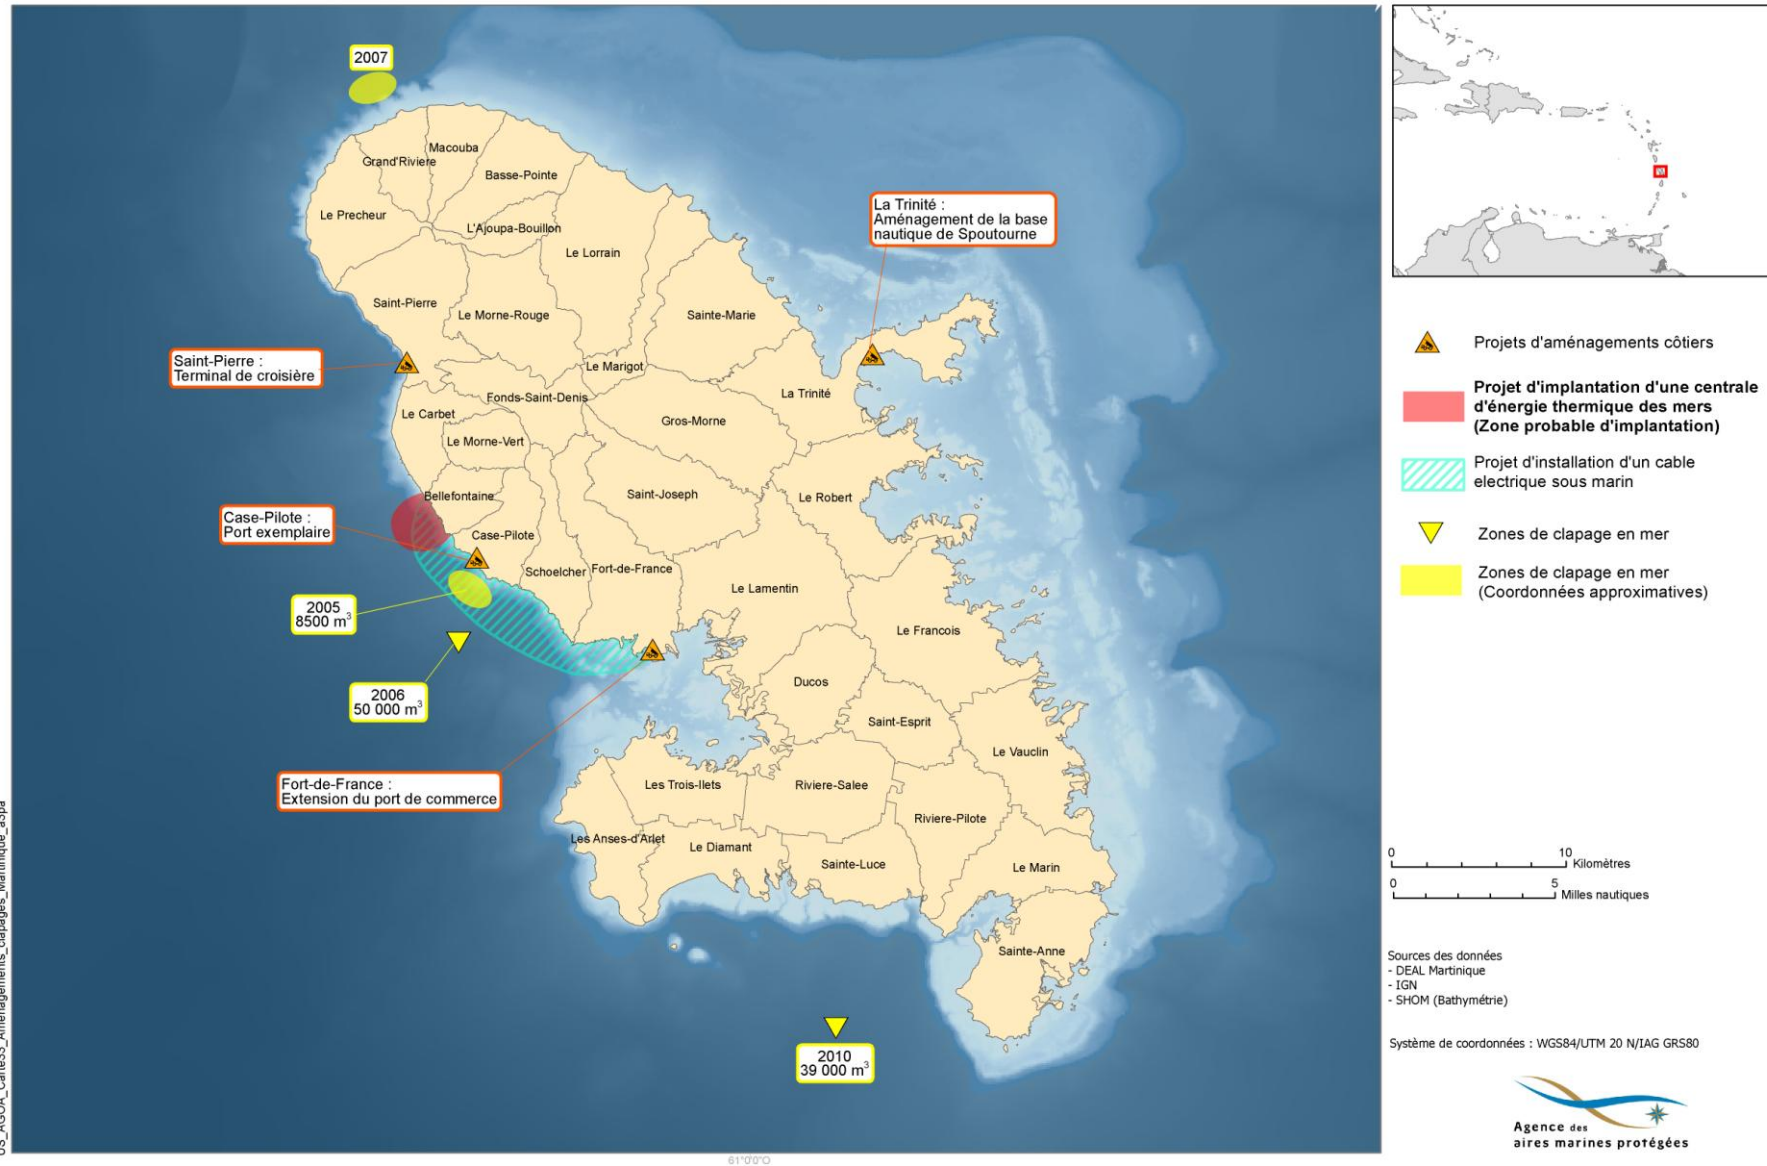 2007
Macouba
Grand'Riviere
Basse-Pointe
Le Precheur
L'Ajoupa-Bouillon
Le Lorrain
Saint-Pierre
Le Morne-Rouge
Sainte-Marie
La Trinité :
Aménagement de la base
nautique de Spoutourne
Saint-Pierre :
Terminal de croisière
Le Marigot
Fonds-Saint-Denis
La Trinité
Le Carbet
Gros-Morne
Le Morne-Vert
Bellefontaine
Saint-Joseph
Le Robert
Case-Pilote :
Port exemplaire
Case-Pilote
Schoelcher
Fort-de-France
Le Lamentin
2005
8500 m³
Le Francois
2006
50 000 m³
Ducos
Saint-Esprit
Le Vauclin
Fort-de-France :
Extension du port de commerce
Les Trois-Ilets
Riviere-Salee
Riviere-Pilote
Les Anses-d'Arlet
Le Diamant
Sainte-Luce
Le Marin
Sainte-Anne
2010
39 000 m³
61°0'0"O
Projets d'aménagements côtiers
Projet d'implantation d'une centrale
d'énergie thermique des mers
(Zone probable d'implantation)
Projet d'installation d'un cable
electrique sous marin
Zones de clapage en mer
Zones de clapage en mer
(Coordonnées approximatives)
0 10 Kilomètres
0 5 Milles nautiques
Sources des données
- DEAL Martinique
- IGN
- SHOM (Bathymétrie)
Système de coordonnées : WGS84/UTM 20 N/IAG GRS80
Agence des
aires marines protégées